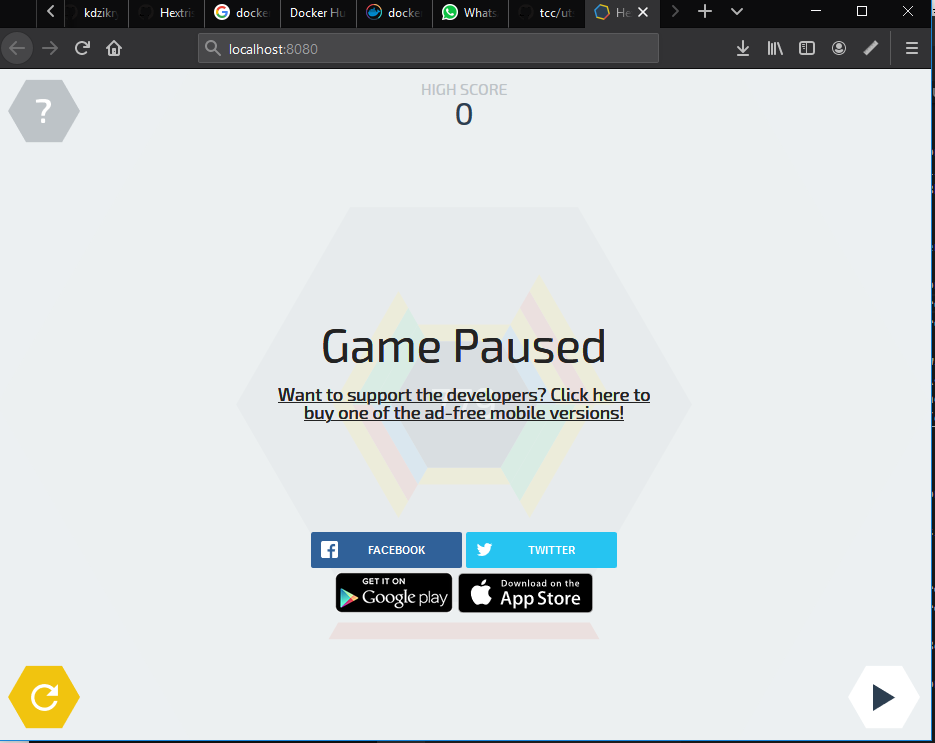 kdzikr
Hextris
docke
Docker Hu
docke
Whats
tcc/ut
He
localhost:8080
?
HIGH SCORE
0
Game Paused
Want to support the developers? Click here to
buy one of the ad-free mobile versions!
FACEBOOK
TWITTER
GET IT ON
Google play
Download on the
App Store